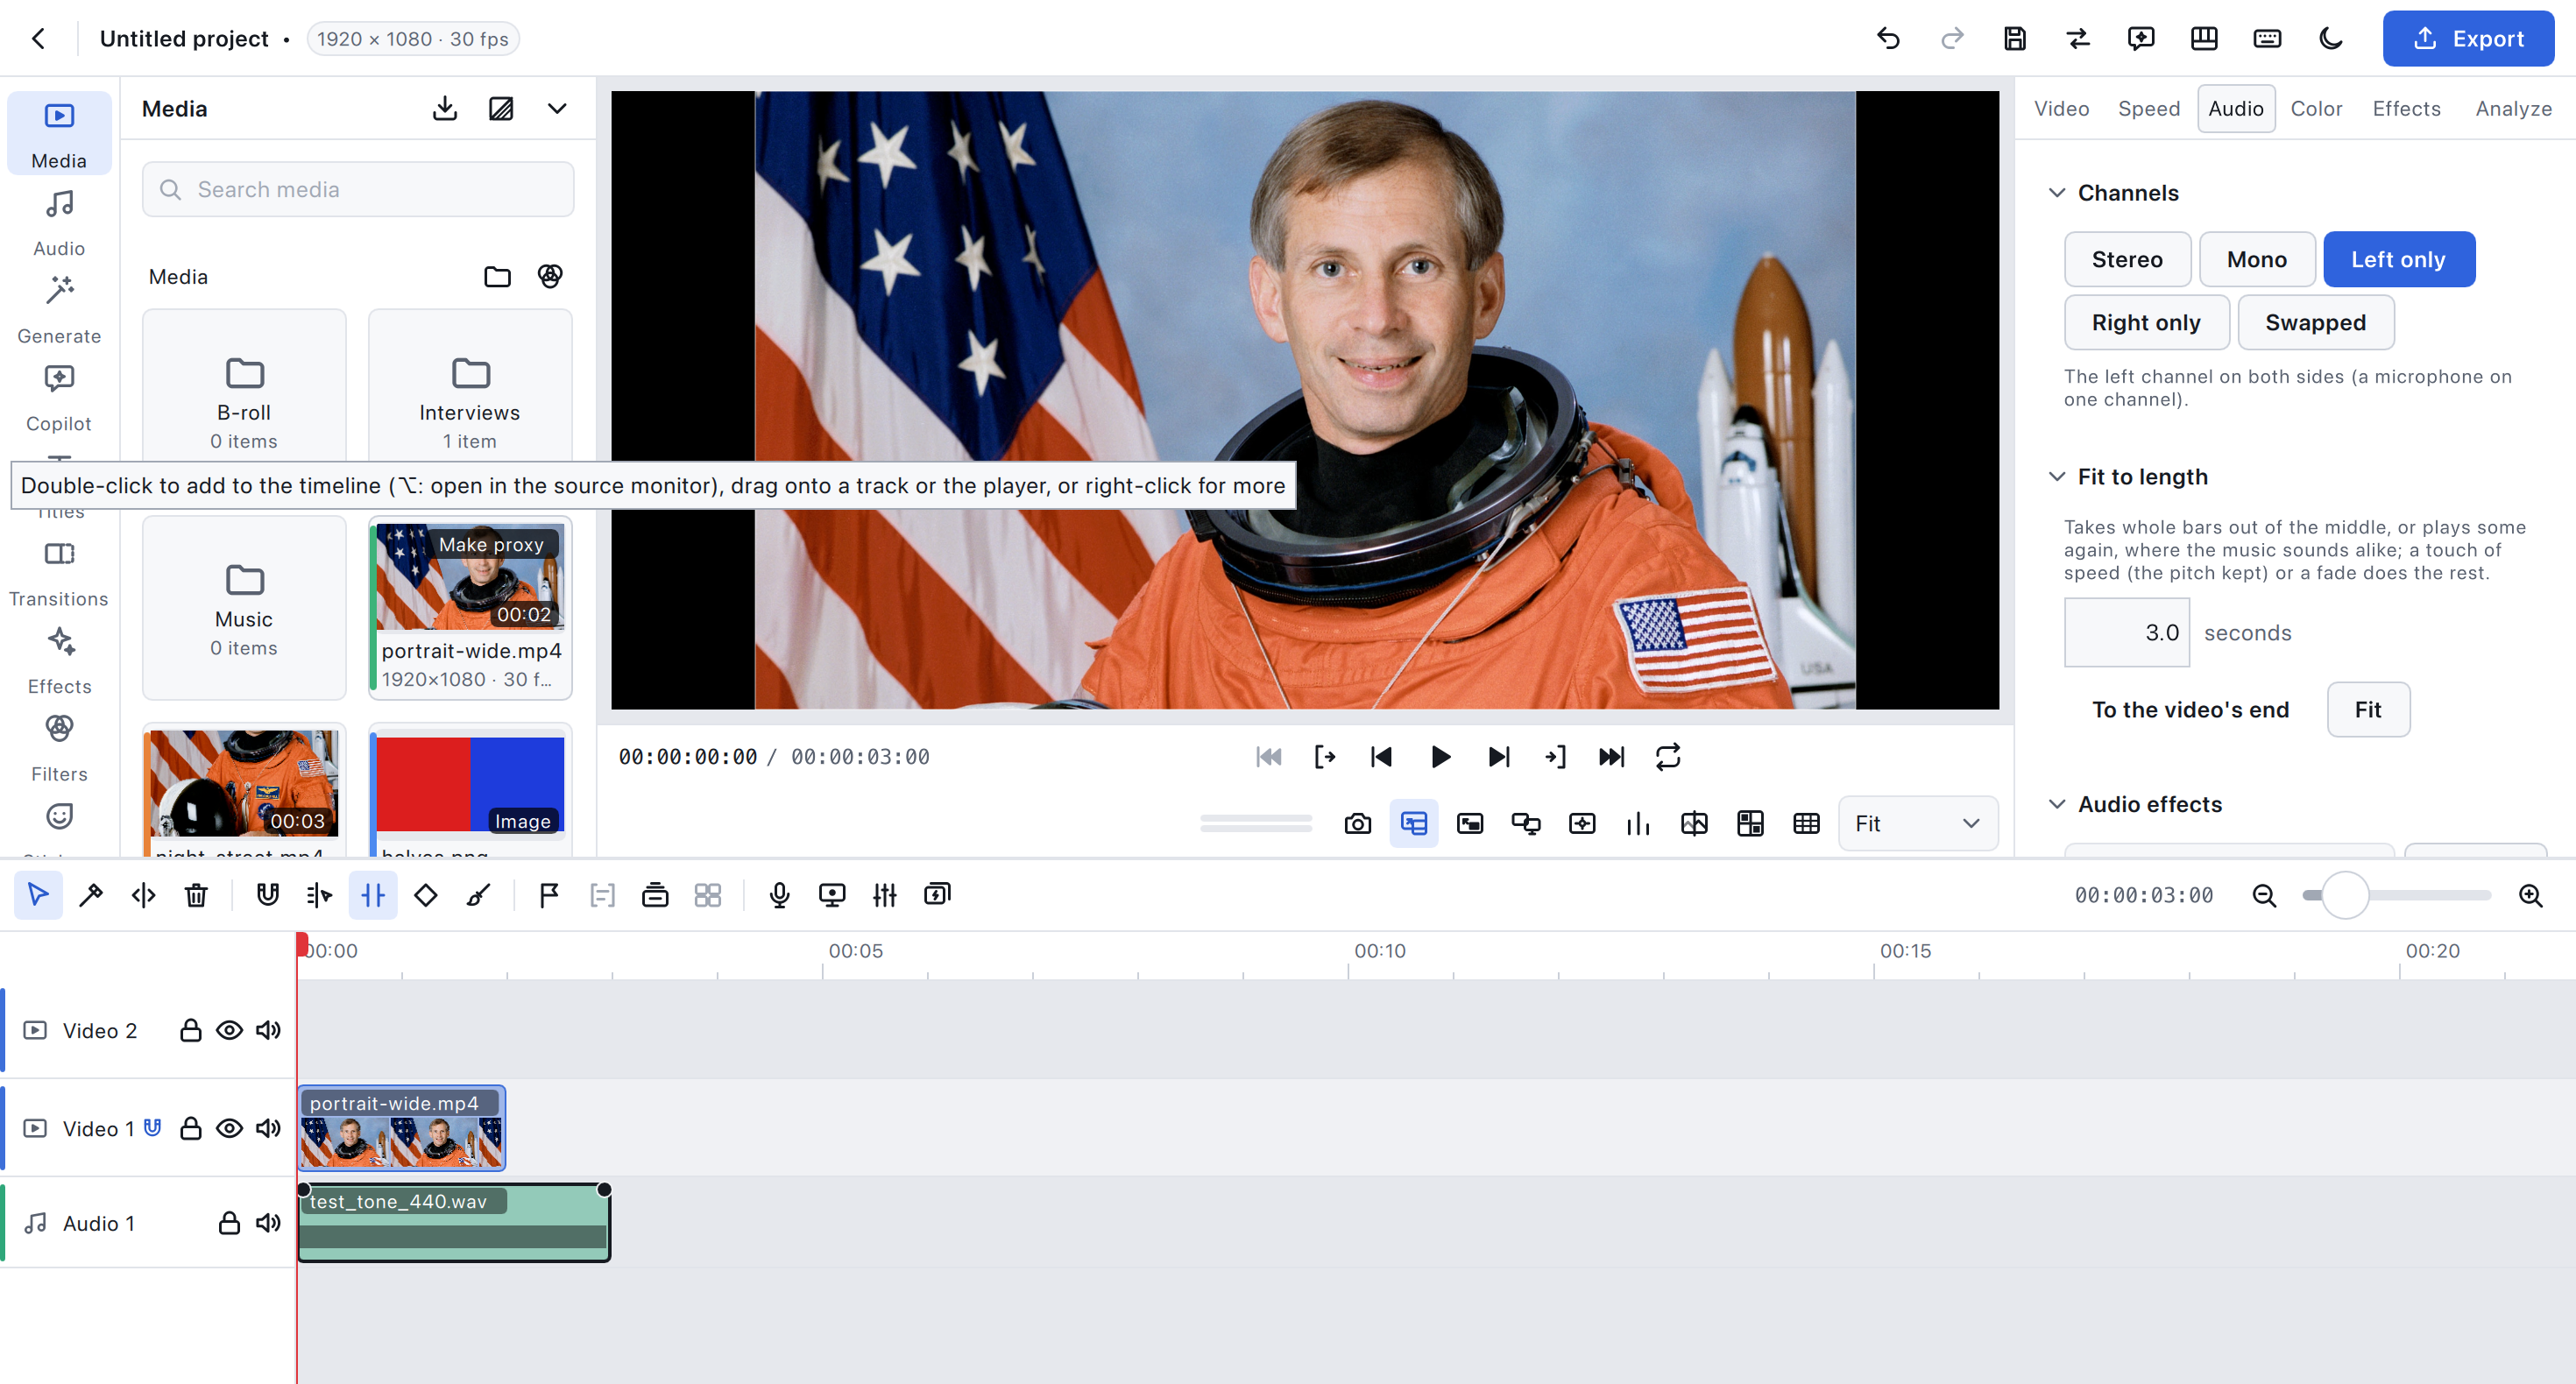 Untitled project •
1920 × 1080 · 30 fps
Export
Media
Audio
Generate
Copilot
Transitions
Effects
Filters
Media
Search media
Media
B-roll
0 items
Interviews
1 item
Double-click to add to the timeline (⌥: open in the source monitor), drag onto a track or the player, or right-click for more
Titles
Music
0 items
Make proxy
00:02
portrait-wide.mp4
1920×1080 · 30 f...
00:03
night_street.mp4
Image
halves.png
USA
00:00:00:00 / 00:00:03:00
Fit
Video
Speed
Audio
Color
Effects
Analyze
Channels
Stereo
Mono
Left only
Right only
Swapped
The left channel on both sides (a microphone on
one channel).
Fit to length
Takes whole bars out of the middle, or plays some
again, where the music sounds alike; a touch of
speed (the pitch kept) or a fade does the rest.
3.0 seconds
To the video's end
Fit
Audio effects
00:00:03:00
00:00
00:05
00:10
00:15
00:20
Video 2
Video 1
portrait-wide.mp4
Audio 1
test_tone_440.wav